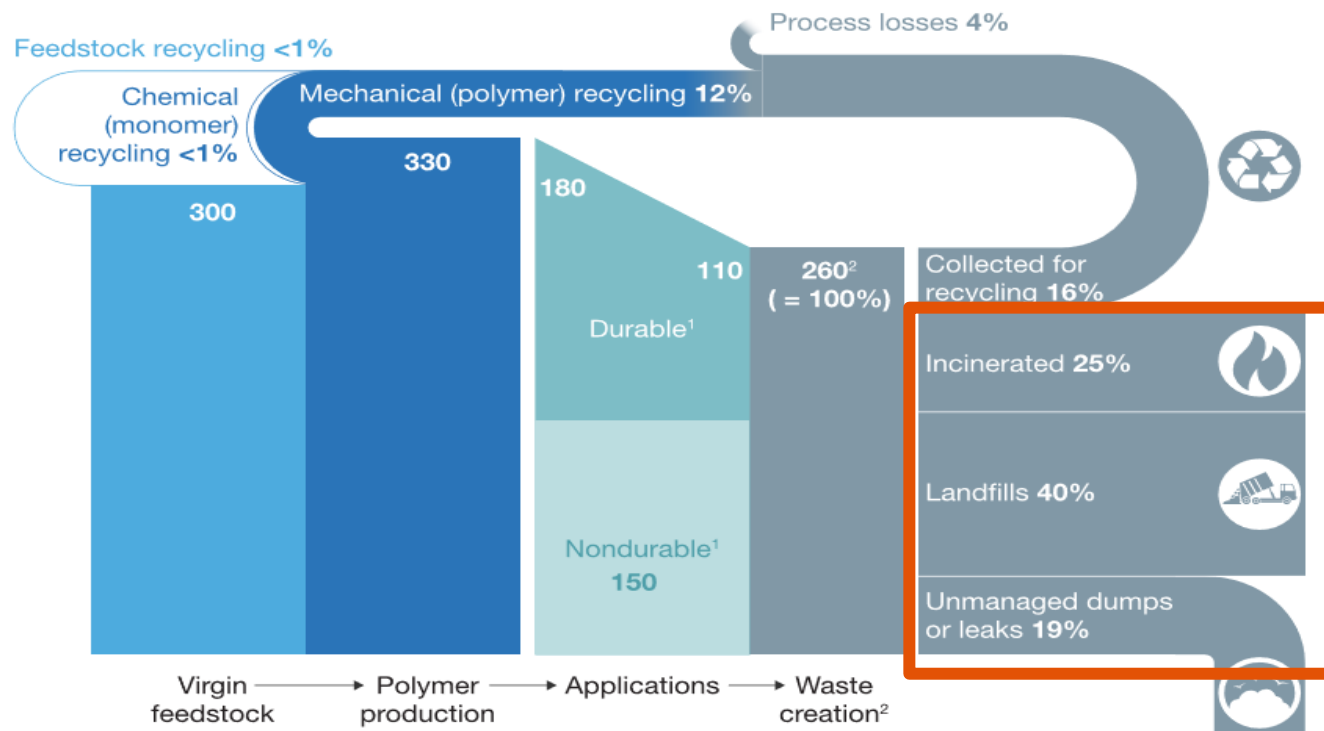 Process losses 4%
Feedstock recycling <1%
Chemical
(monomer)
recycling <1%
Mechanical (polymer) recycling 12%
300
330
180
110
Durable¹
Nondurable¹
150
260²
( = 100%)
Collected for
recycling 16%
Incinerated 25%
Landfills 40%
Unmanaged dumps
or leaks 19%
Virgin
feedstock
Polymer
production
Applications
Waste
creation²